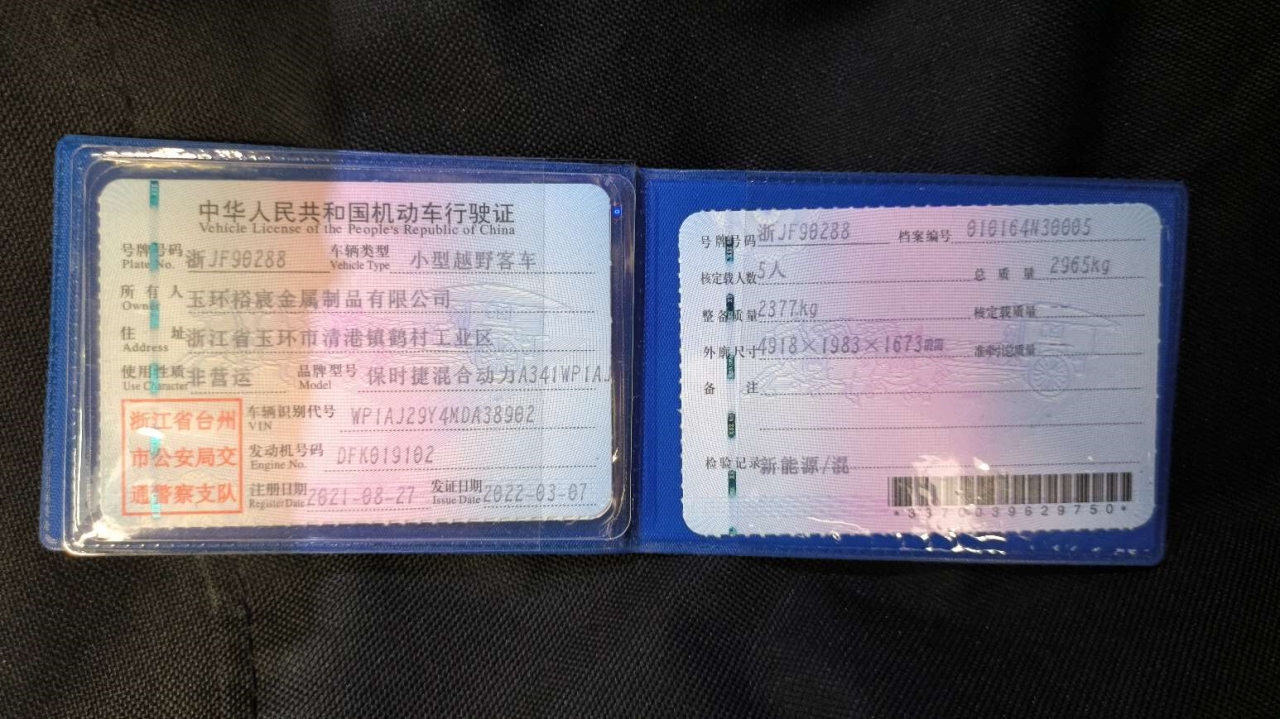 中华人民共和国机动车行驶证
Vehicle License of the People's Republic of China
号牌号码 浙JF90288 车辆类型 小型越野客车
Plate No. Vehicle Type
所有人 玉环裕宸金属制品有限公司
Owner
住址 浙江省玉环市清港镇鹤村工业区
Address
使用性质 非营运 品牌型号 保时捷混合动力A341WP1AJ
Use Character Model
浙江省台州
市公安局交
通警察支队
车辆识别代号 WP1AJ29Y4MDA38902
VIN
发动机号码 DFK019102
Engine No.
注册日期 2021-08-27 发证日期 2022-03-07
Register Date Issue Date
号牌号码 浙JF90288 档案编号 010164N30005
核定载人数 5人 总质量 2965kg
整备质量 2377kg 核定载质量
外廓尺寸 4918×1983×1673mm 准牵引总质量
备注
检验记录 新能源/混
*3370039629750*